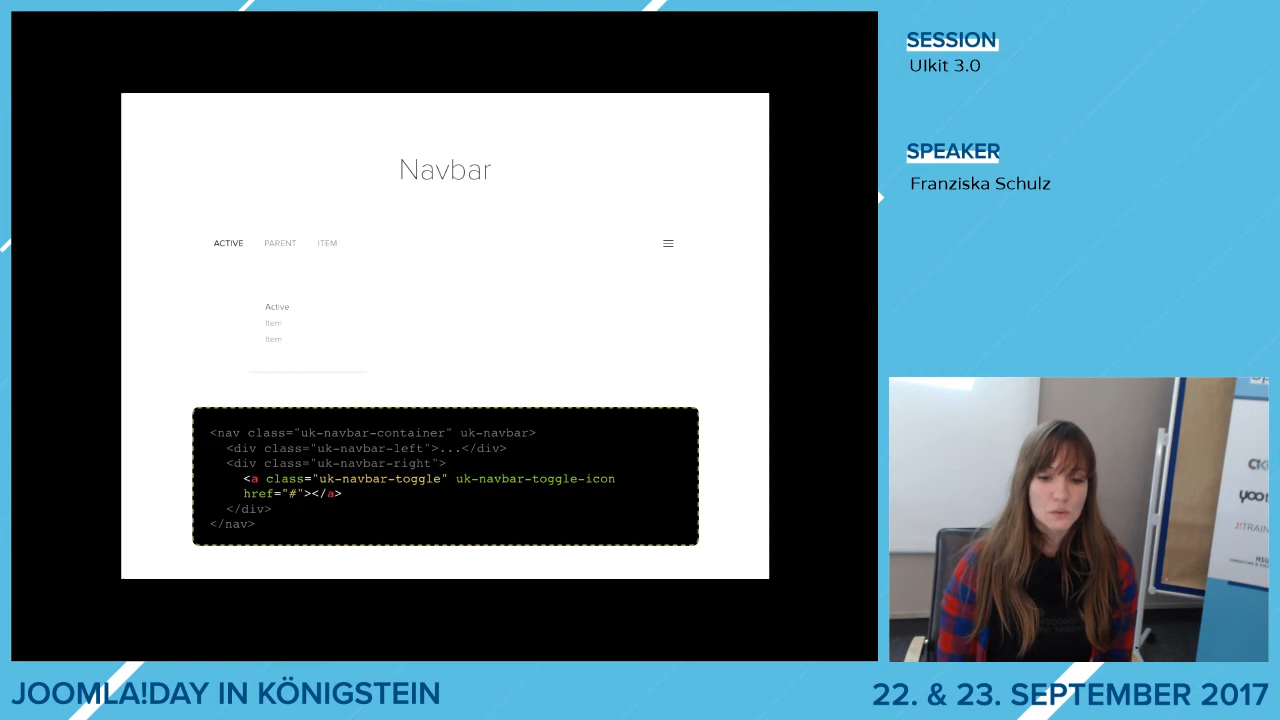 SESSION
UIkit 3.0
SPEAKER
Franziska Schulz
Navbar
ACTIVE PARENT ITEM
Active
Item
Item
<nav class="uk-navbar-container" uk-navbar>
<div class="uk-navbar-left">...</div>
<div class="uk-navbar-right">
<a class="uk-navbar-toggle" uk-navbar-toggle-icon
href="#"></a>
</div>
</nav>
JOOMLA!DAY IN KÖNIGSTEIN
22. & 23. SEPTEMBER 2017